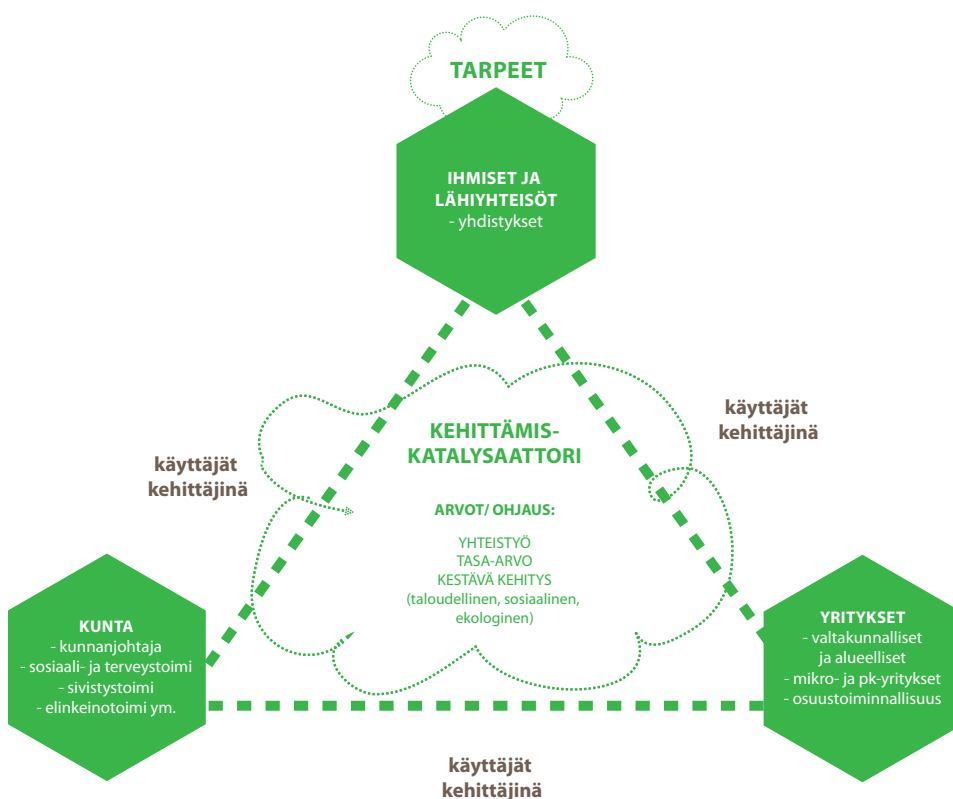 TARPEET
IHMISET JA
LÄHIYHTEISÖT
- yhdistykset
käyttäjät
kehittäjinä
käyttäjät
kehittäjinä
KEHITTÄMIS-
KATALYSAATTORI
ARVOT/ OHJAUS:
YHTEISTYÖ
TASA-ARVO
KESTÄVÄ KEHITYS
(taloudellinen, sosiaalinen,
ekologinen)
KUNTA
- kunnanjohtaja
- sosiaali- ja terveystoimi
- sivistystoimi
- elinkeinotoimi ym.
YRITYKSET
- valtakunnalliset
ja alueelliset
- mikro- ja pk-yritykset
- osuustoiminnallisuus
käyttäjät
kehittäjinä